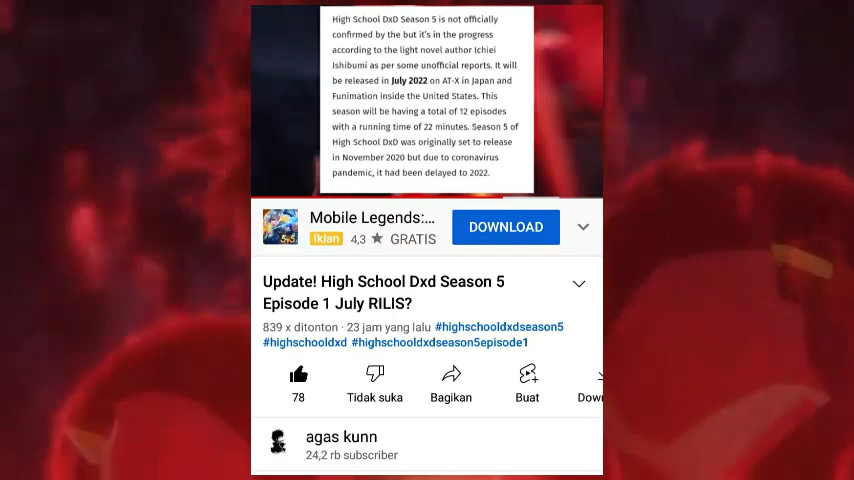 High School DxD Season 5 is not officially
confirmed by the but it's in the progress
according to the light novel author Ichiei
Ishibumi as per some unofficial reports. It will
be released in July 2022 on AT-X in Japan and
Funimation inside the United States. This
season will be having a total of 12 episodes
with a running time of 22 minutes. Season 5 of
High School DxD was originally set to release
in November 2020 but due to coronavirus
pandemic, it had been delayed to 2022.
Mobile Legends:...
DOWNLOAD
Iklan 4,3 ★ GRATIS
5v5
Update! High School Dxd Season 5
Episode 1 July RILIS?
839 x ditonton · 23 jam yang lalu #highschooldxdseason5
#highschooldxd #highschooldxdseason5episode1
78 Tidak suka Bagikan Buat Down
agas kunn
24,2 rb subscriber